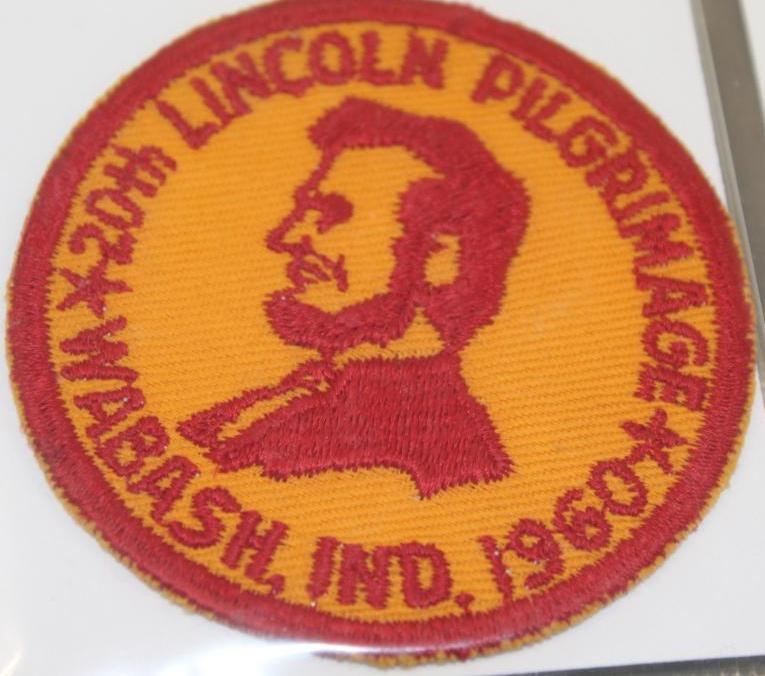 ★ 20th LINCOLN PILGRIMAGE ★
WABASH, IND. 1960